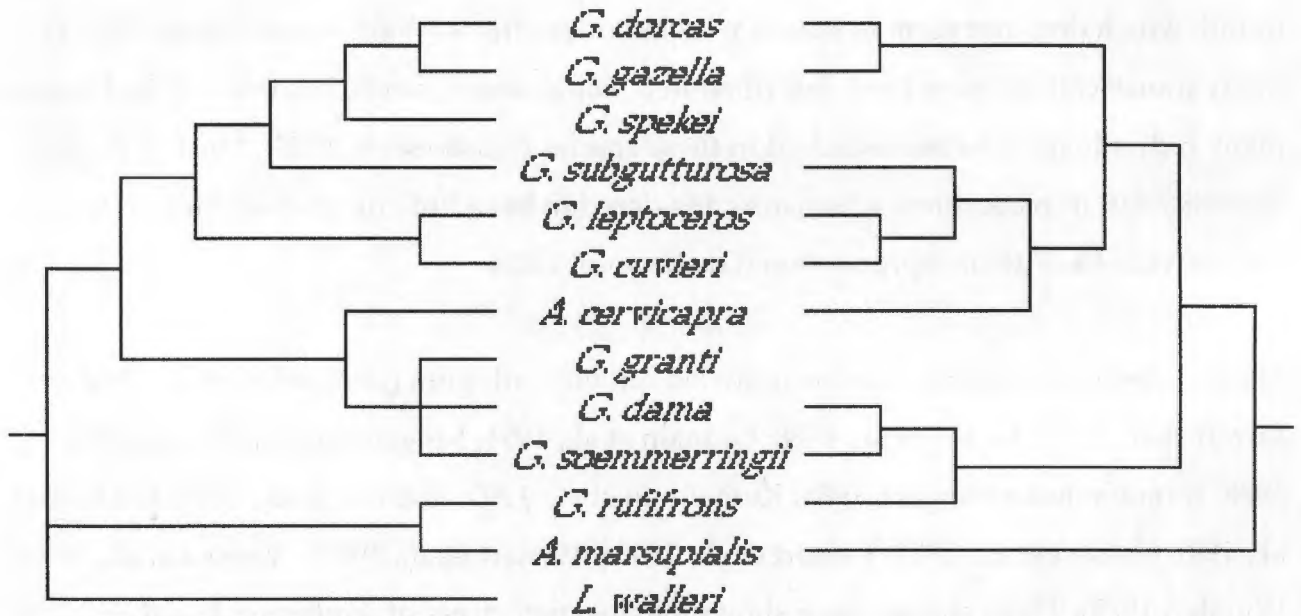 G. dorcas
G. gazella
G. spekei
G. subgutturosa
G. leptoceros
G. cuvieri
A. cervicapra
G. granti
G. dama
G. soemmerringii
G. rufifrons
A. marsupialis
L. walleri